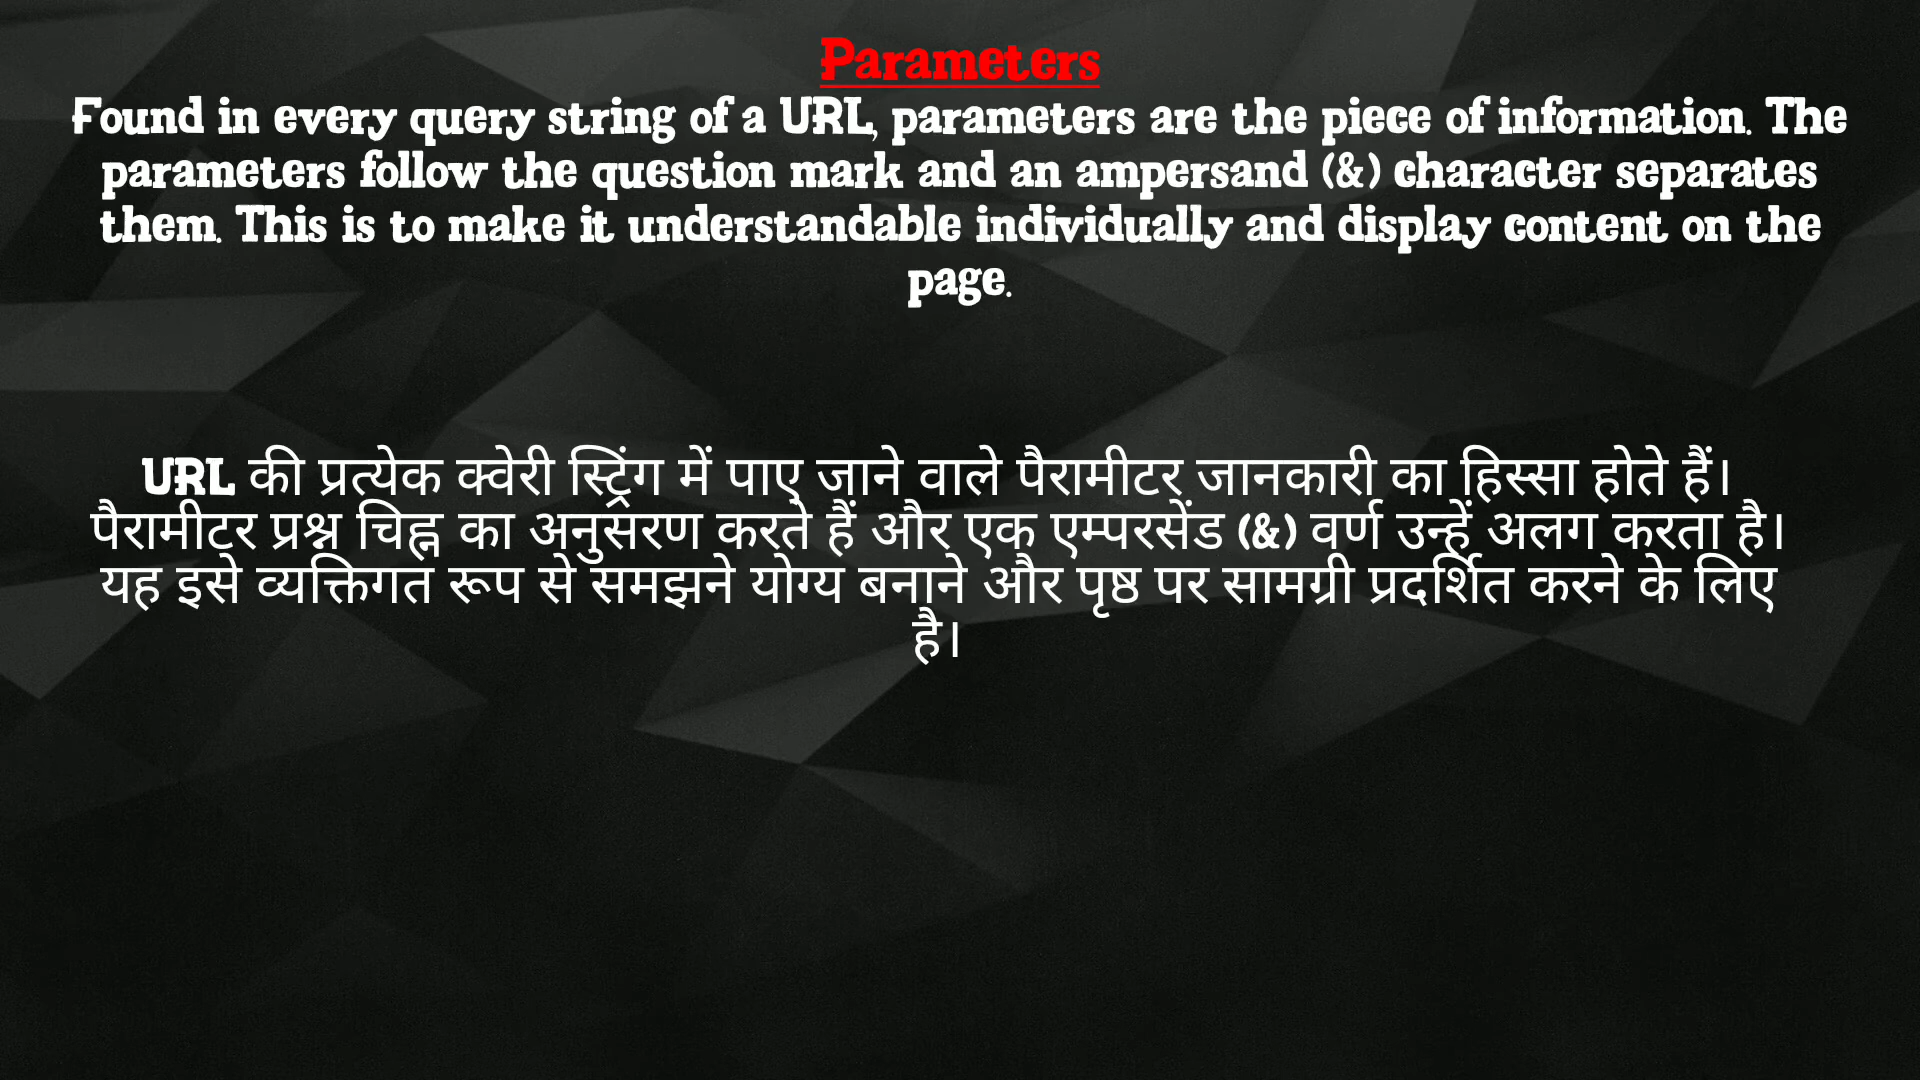 Parameters
Found in every query string of a URL, parameters are the piece of information. The
parameters follow the question mark and an ampersand (&) character separates
them. This is to make it understandable individually and display content on the
page.
URL की प्रत्येक क्वेरी स्ट्रिंग में पाए जाने वाले पैरामीटर जानकारी का हिस्सा होते हैं।
पैरामीटर प्रश्न चिह्न का अनुसरण करते हैं और एक एम्परसेंड (&) वर्ण उन्हें अलग करता है।
यह इसे व्यक्तिगत रूप से समझने योग्य बनाने और पृष्ठ पर सामग्री प्रदर्शित करने के लिए
है।